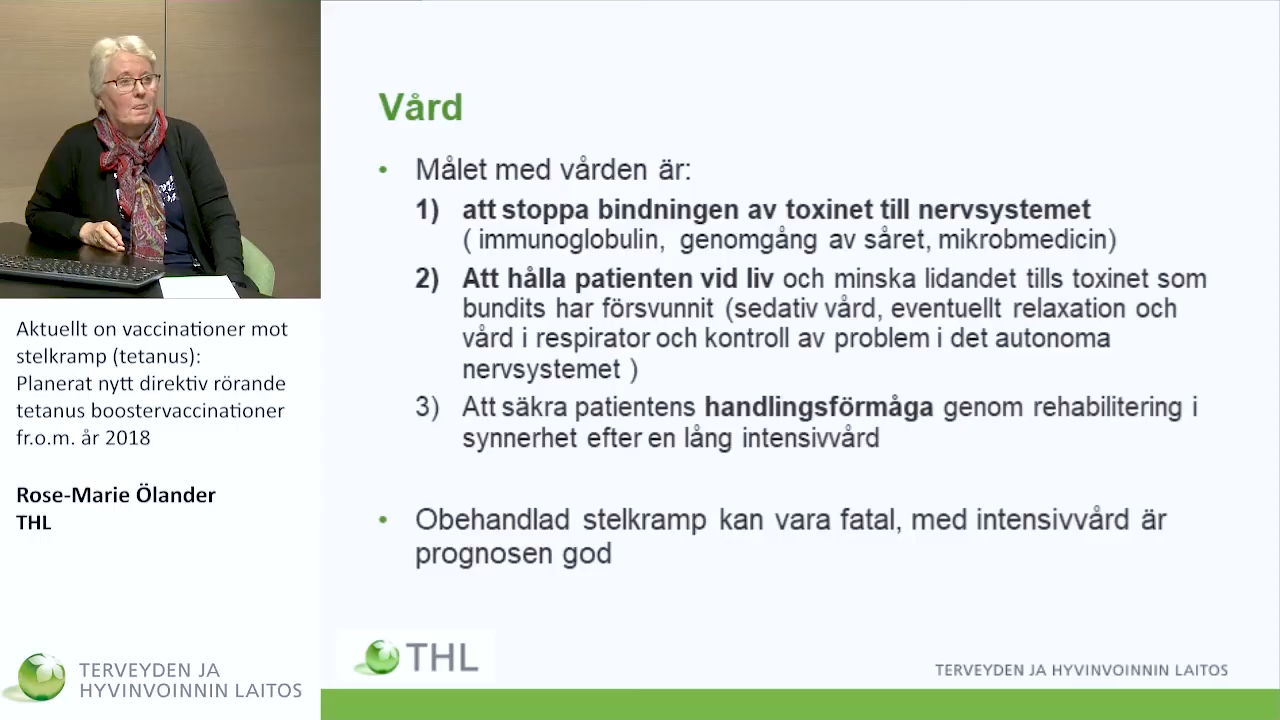 Vård
• Målet med vården är:
1) att stoppa bindningen av toxinet till nervsystemet
( immunoglobulin, genomgång av såret, mikrobmedicin)
2) Att hålla patienten vid liv och minska lidandet tills toxinet som
bundits har försvunnit (sedativ vård, eventuellt relaxation och
vård i respirator och kontroll av problem i det autonoma
nervsystemet )
3) Att säkra patientens handlingsförmåga genom rehabilitering i
synnerhet efter en lång intensivvård
• Obehandlad stelkramp kan vara fatal, med intensivvård är
prognosen god
THL
TERVEYDEN JA HYVINVOINNIN LAITOS
Aktuellt on vaccinationer mot
stelkramp (tetanus):
Planerat nytt direktiv rörande
tetanus boostervaccinationer
fr.o.m. år 2018
Rose-Marie Ölander
THL
TERVEYDEN JA
HYVINVOINNIN LAITOS